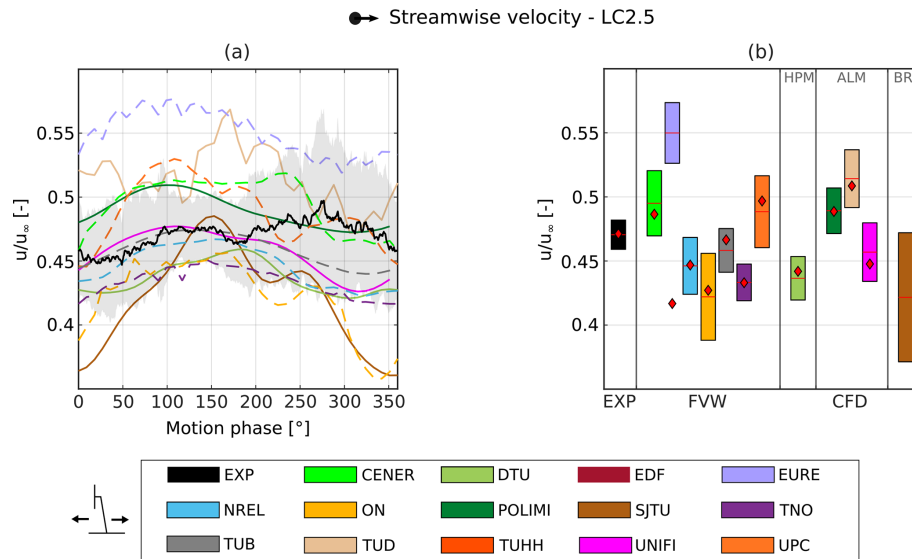 Streamwise velocity - LC2.5
(a)
(b)
u/u∞ [-]
0.55
0.5
0.45
0.4
0 50 100 150 200 250 300 350
Motion phase [°]
u/u∞ [-]
0.55
0.5
0.45
0.4
HPM ALM BR
EXP FVW CFD
EXP CENER DTU EDF EURE
NREL ON POLIMI SJTU TNO
TUB TUD TUHH UNIFI UPC